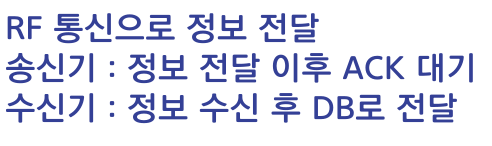 RF 통신으로 정보 전달
송신기 : 정보 전달 이후 ACK 대기
수신기 : 정보 수신 후 DB로 전달